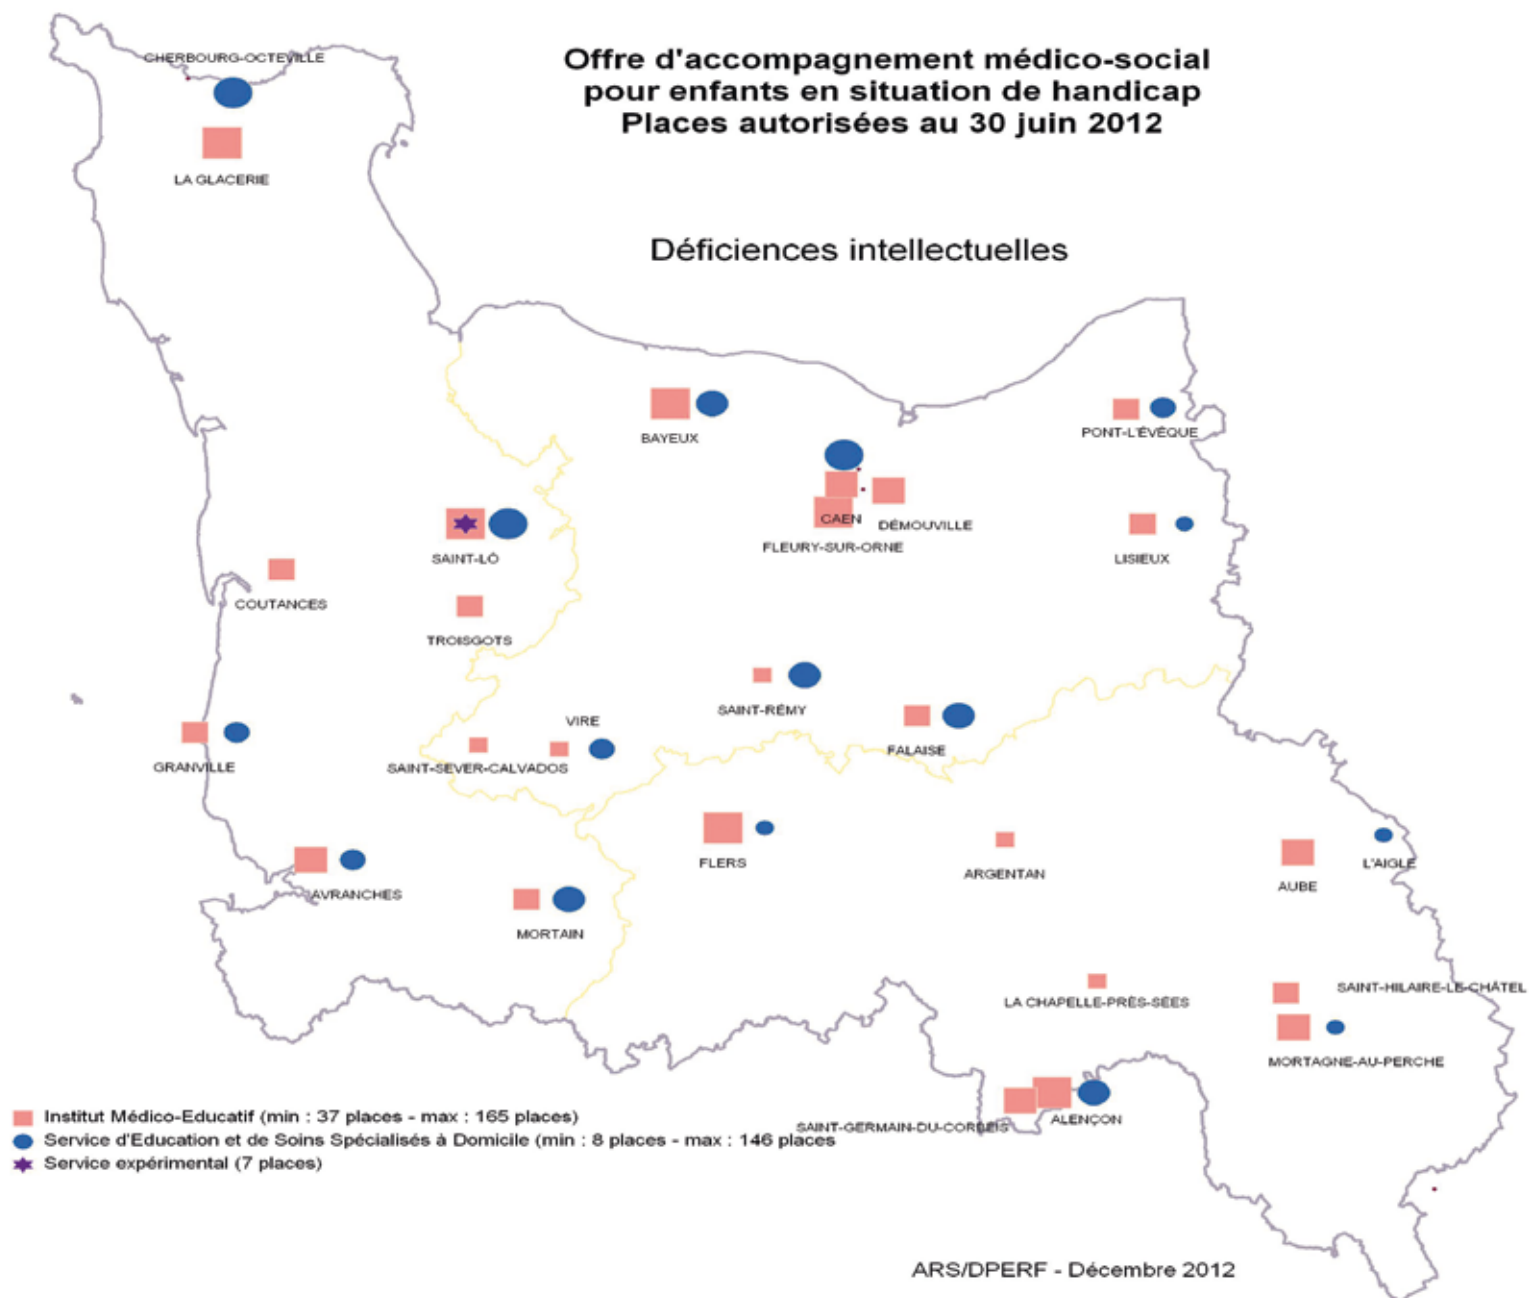 Offre d'accompagnement médico-social
pour enfants en situation de handicap
Places autorisées au 30 juin 2012
Déficiences intellectuelles
CHERBOURG-OCTEVILLE
LA GLACERIE
BAYEUX
PONT-L'ÉVÊQUE
CAEN
DÉMOUVILLE
FLEURY-SUR-ORNE
LISIEUX
SAINT-LÔ
COUTANCES
TROISGOTS
SAINT-RÉMY
VIRE
FALAISE
GRANVILLE
SAINT-SEVER-CALVADOS
FLERS
ARGENTAN
L'AIGLE
AUBE
AVRANCHES
MORTAIN
SAINT-HILAIRE-LE-CHÂTEL
LA CHAPELLE-PRÈS-SÉES
MORTAGNE-AU-PERCHE
ALENÇON
SAINT-GERMAIN-DU-CORBEIS
Institut Médico-Educatif (min : 37 places - max : 165 places)
Service d'Education et de Soins Spécialisés à Domicile (min : 8 places - max : 146 places
Service expérimental (7 places)
ARS/DPERF - Décembre 2012